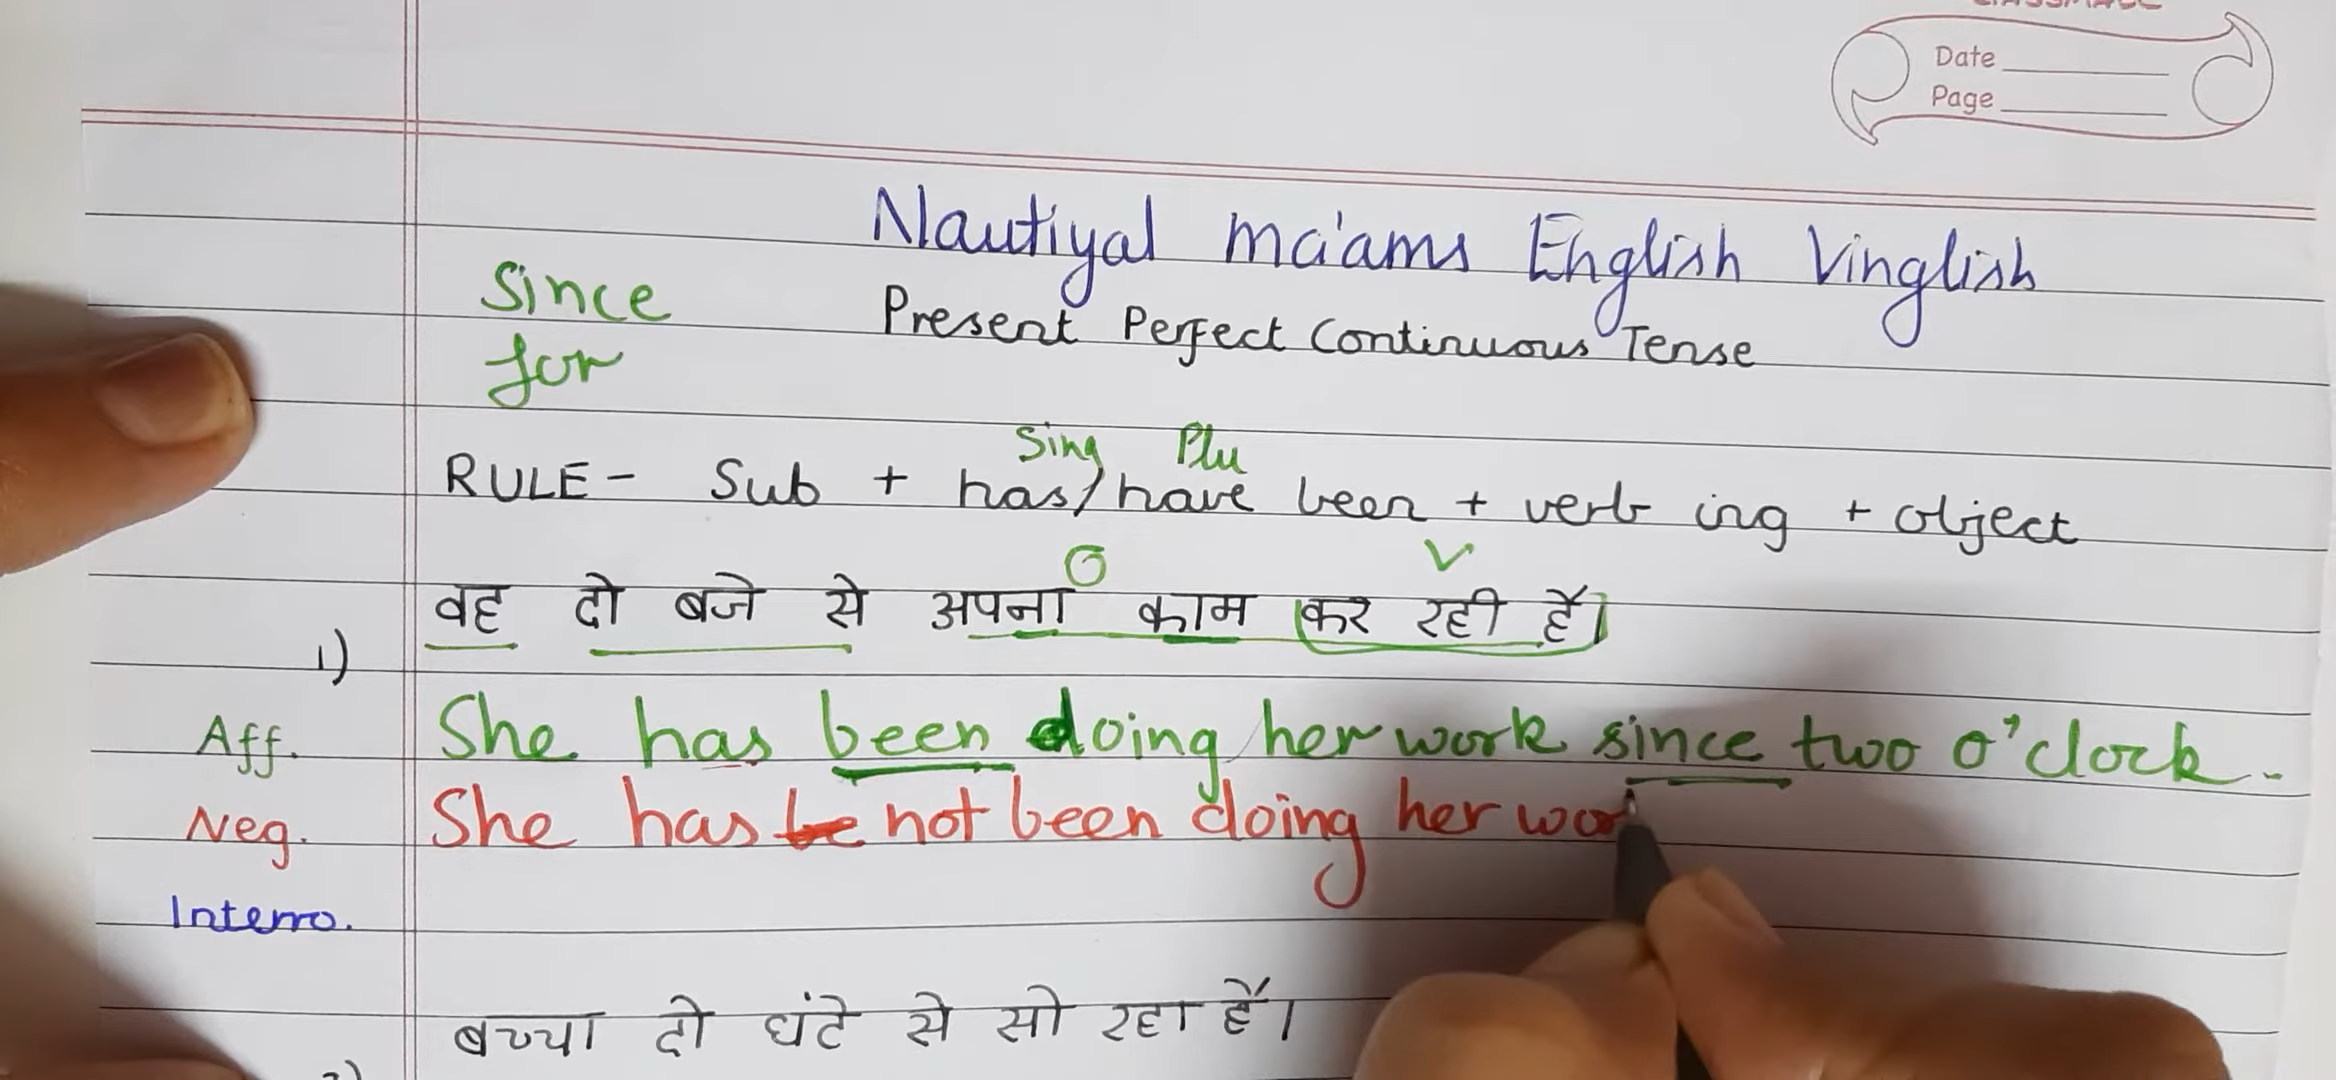 Date
Page
Nautiyal ma'ams English Vinglish
Since
Present Perfect Continuous Tense
for
Sing Plu
RULE - Sub + has/have been + verb ing + object
O V
वह दो बजे से अपना काम कर रही हैं।
1)
Aff. She has been doing her work since two o'clock.
Neg. She has be not been doing her wor
Interro.
बच्चा दो घंटे से सो रहा हैं।